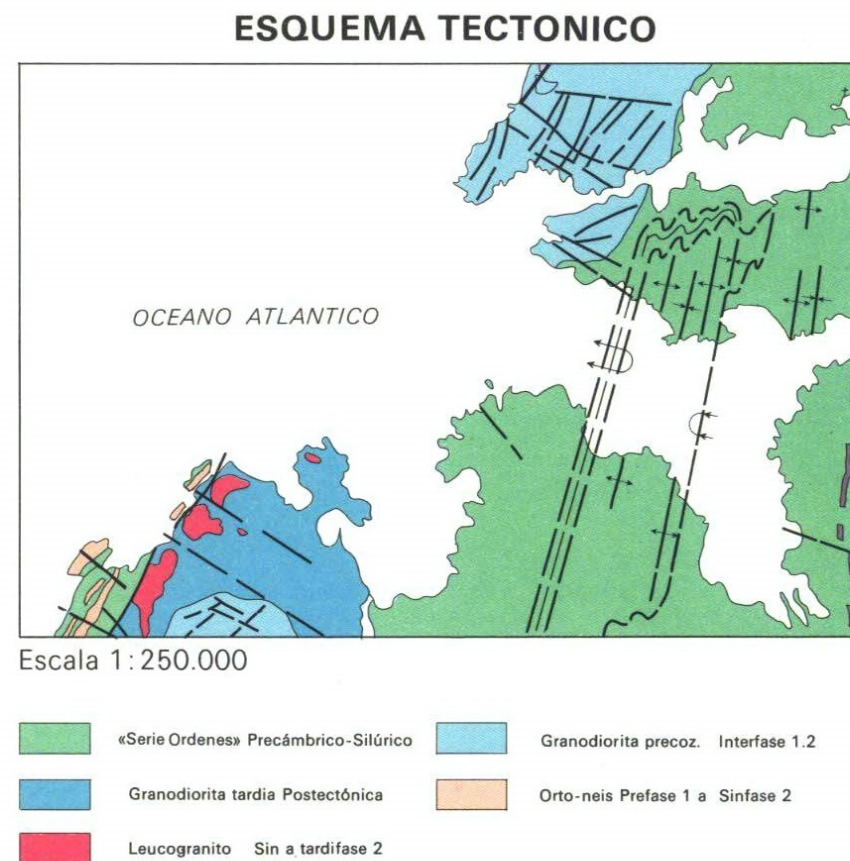 ESQUEMA TECTONICO
OCEANO ATLANTICO
Escala 1:250.000
«Serie Ordenes» Precámbrico-Silúrico
Granodiorita precoz. Interfase 1.2
Granodiorita tardia Postectónica
Orto-neis Prefase 1 a Sinfase 2
Leucogranito Sin a tardifase 2